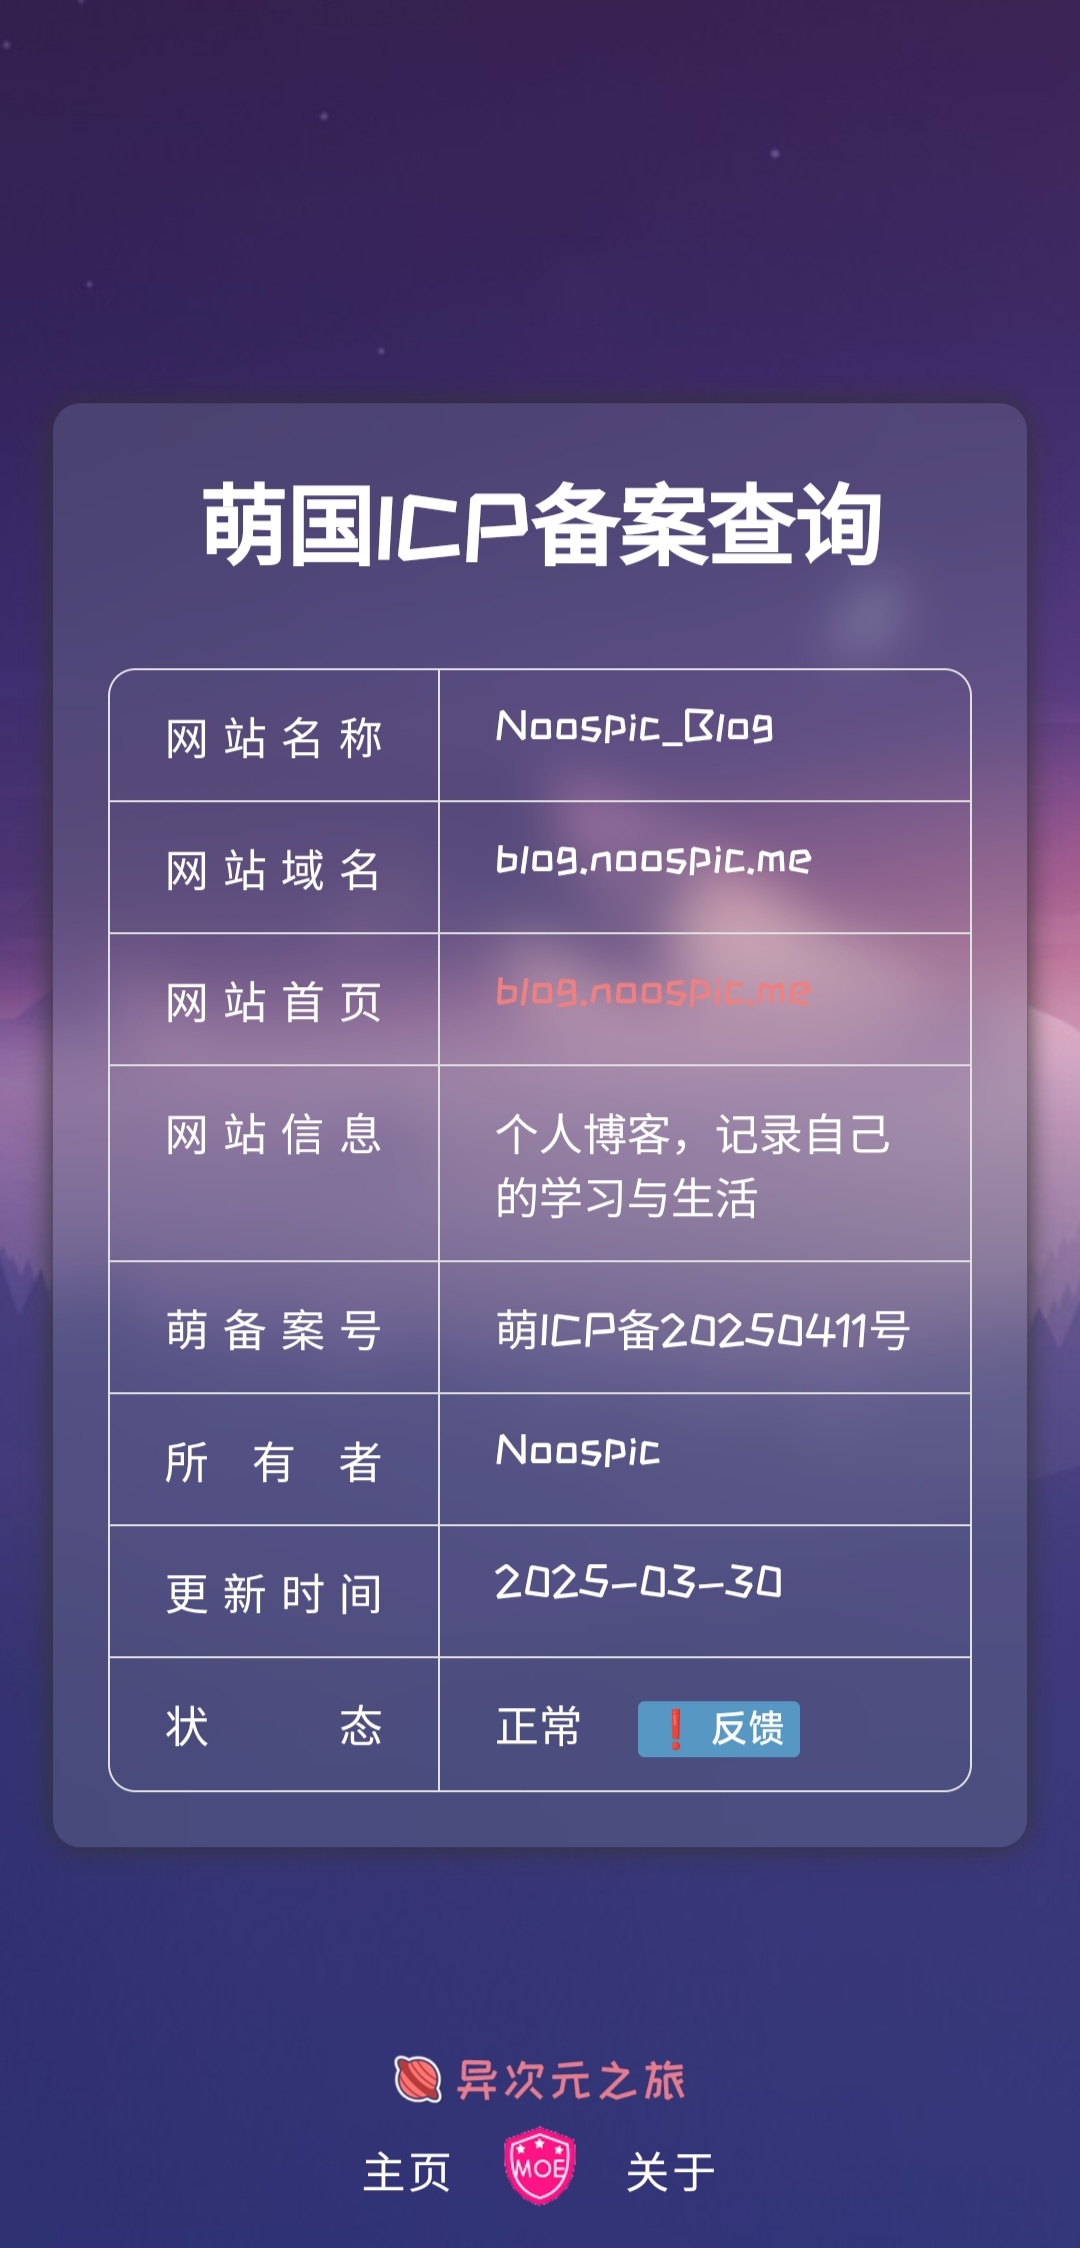 萌国ICP备案查询
网站名称 Noospic_Blog
网站域名 blog.noospic.me
网站首页 blog.noospic.me
网站信息 个人博客，记录自己
的学习与生活
萌备案号 萌ICP备20250411号
所有者 Noospic
更新时间 2025-03-30
状态 正常 ❗ 反馈
异次元之旅
主页 MOE 关于